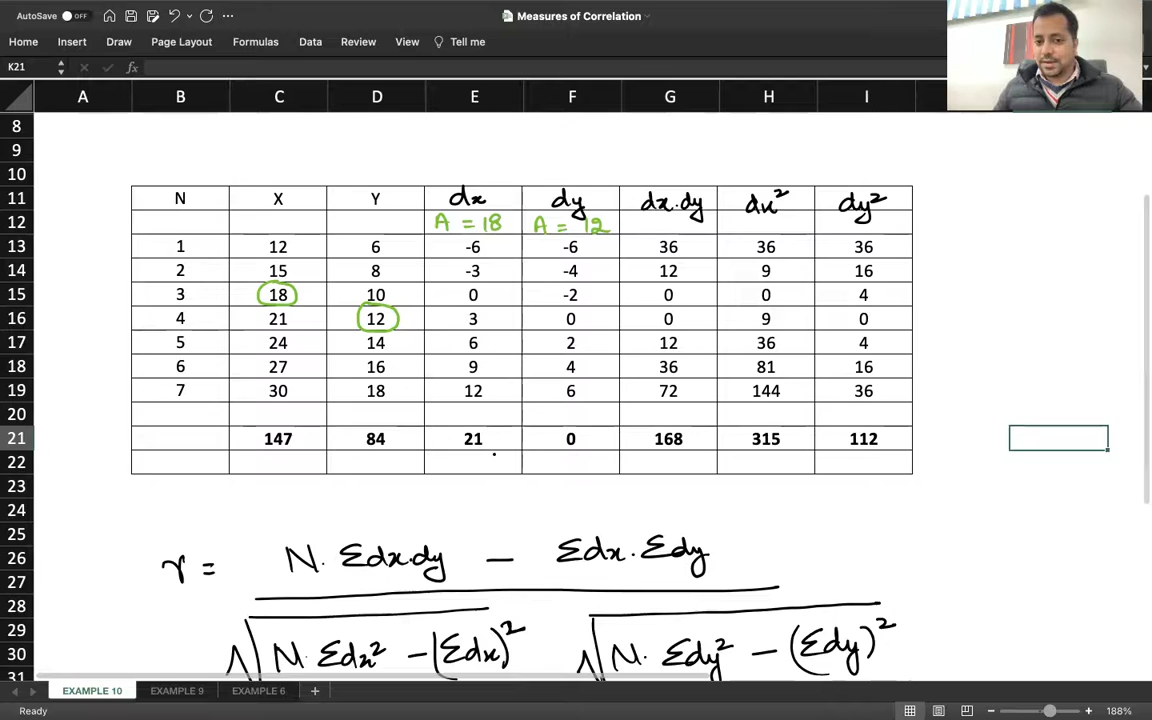 AutoSave OFF Measures of Correlation
Home Insert Draw Page Layout Formulas Data Review View Tell me
K21 fx
A B C D E F G H I
8
9
10
11 N X Y dx dy dx.dy dx² dy²
12 A = 18 A = 12
13 1 12 6 -6 -6 36 36 36
14 2 15 8 -3 -4 12 9 16
15 3 18 10 0 -2 0 0 4
16 4 21 12 3 0 0 9 0
17 5 24 14 6 2 12 36 4
18 6 27 16 9 4 36 81 16
19 7 30 18 12 6 72 144 36
20
21 147 84 21 0 168 315 112
22
23
24
25
26 N. Σdx.dy − Σdx.Σdy
27 r =
28
29
30 √N. Σdx² −(Σdx)² √N. Σdy² − (Σdy)²
31
EXAMPLE 10 EXAMPLE 9 EXAMPLE 6 +
Ready 188%